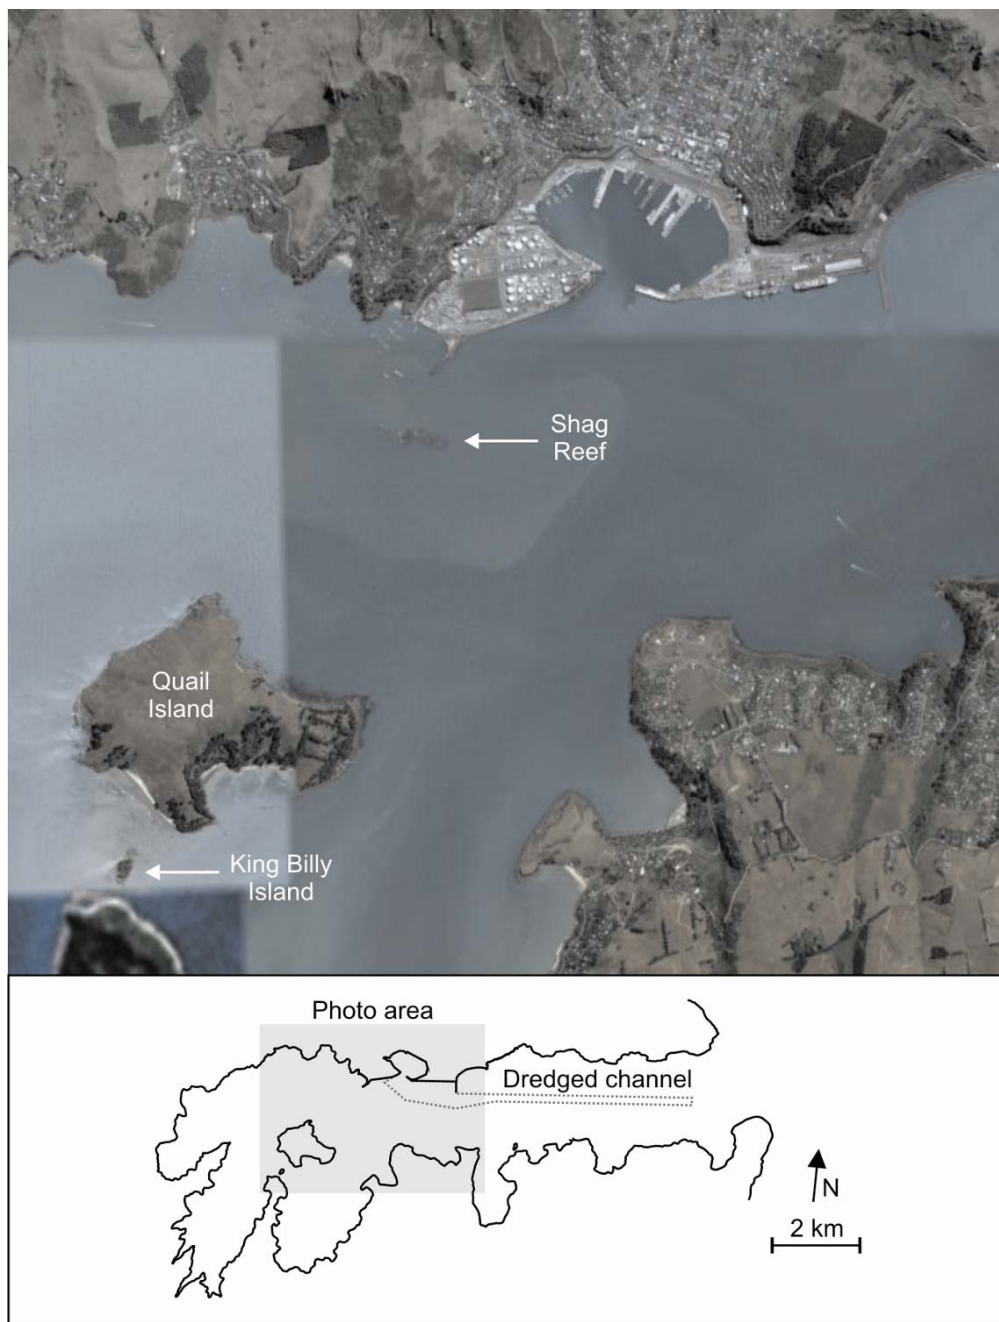 Shag
Reef
Quail
Island
King Billy
Island
Photo area
Dredged channel
N
2 km